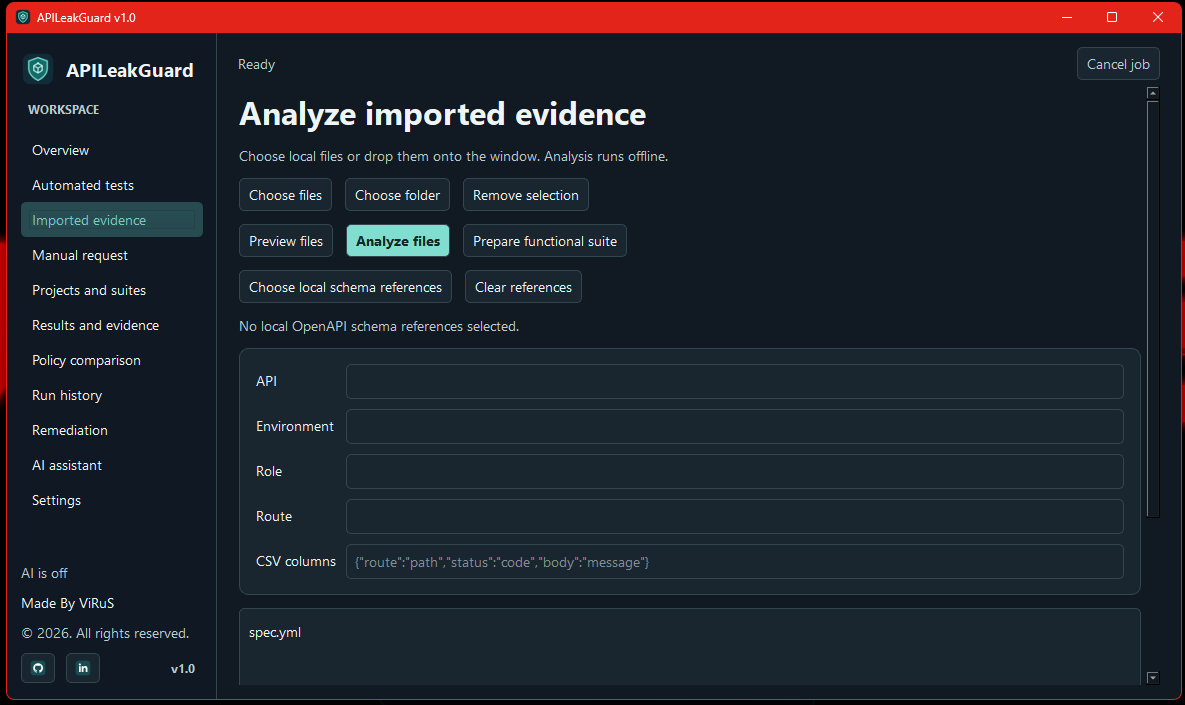 APILeakGuard v1.0
APILeakGuard
WORKSPACE
Overview
Automated tests
Imported evidence
Manual request
Projects and suites
Results and evidence
Policy comparison
Run history
Remediation
AI assistant
Settings
AI is off
Made By ViRuS
© 2026. All rights reserved.
in
v1.0
Ready
Cancel job
Analyze imported evidence
Choose local files or drop them onto the window. Analysis runs offline.
Choose files
Choose folder
Remove selection
Preview files
Analyze files
Prepare functional suite
Choose local schema references
Clear references
No local OpenAPI schema references selected.
API
Environment
Role
Route
CSV columns
{"route":"path","status":"code","body":"message"}
spec.yml